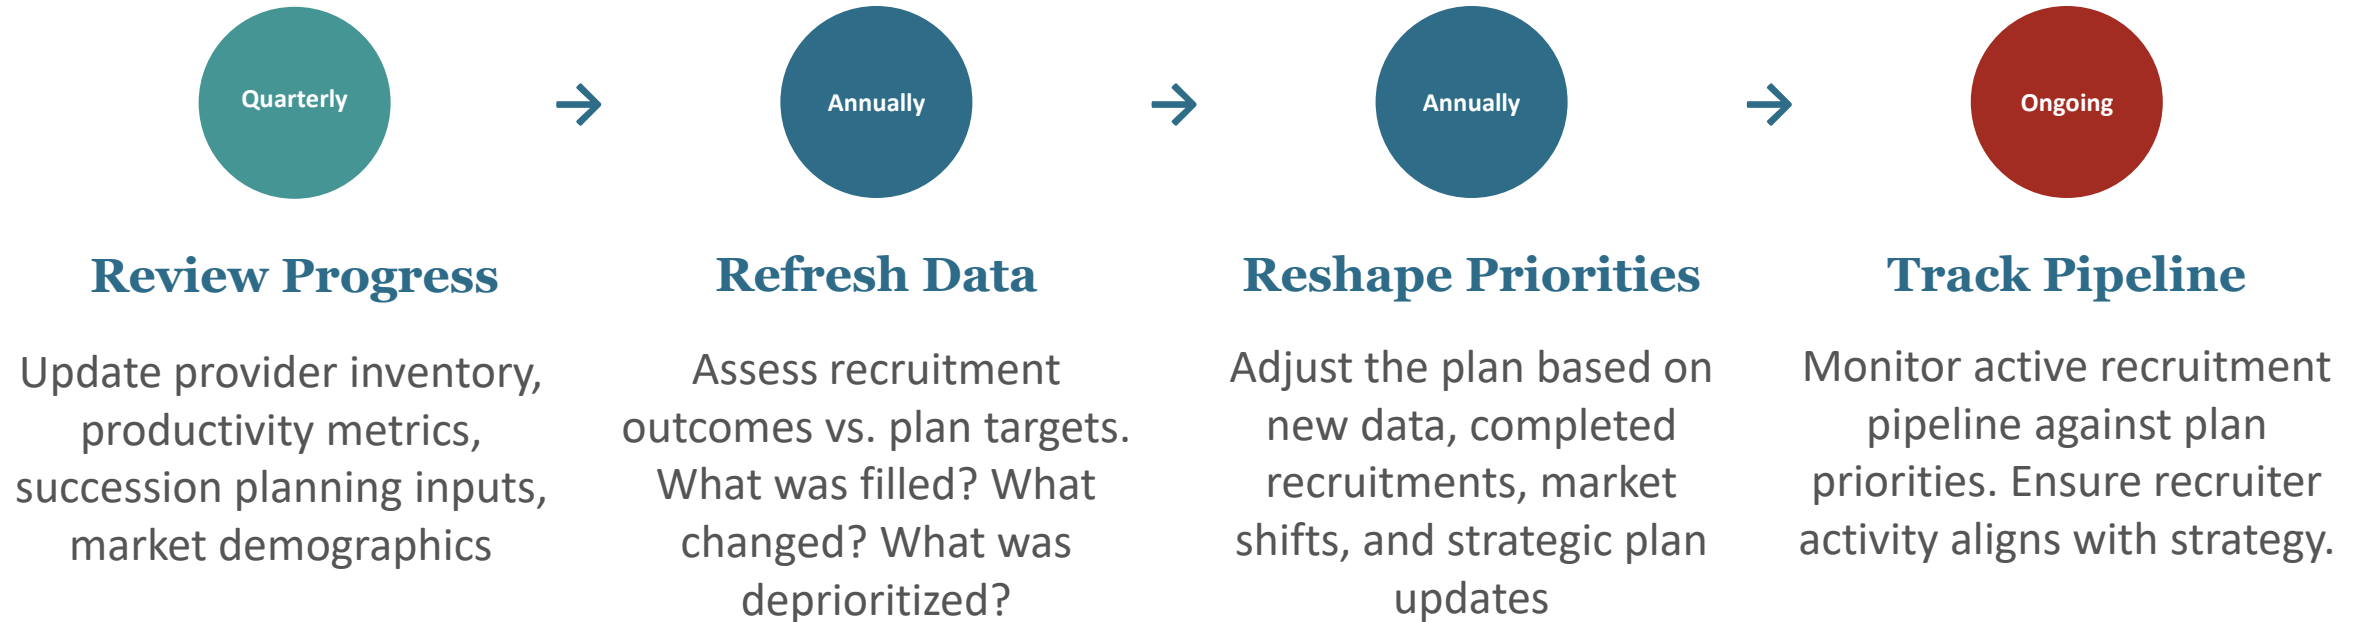 Quarterly
Review Progress
Update provider inventory,
productivity metrics,
succession planning inputs,
market demographics
Annually
Refresh Data
Assess recruitment
outcomes vs. plan targets.
What was filled? What
changed? What was
deprioritized?
Annually
Reshape Priorities
Adjust the plan based on
new data, completed
recruitments, market
shifts, and strategic plan
updates
Ongoing
Track Pipeline
Monitor active recruitment
pipeline against plan
priorities. Ensure recruiter
activity aligns with strategy.